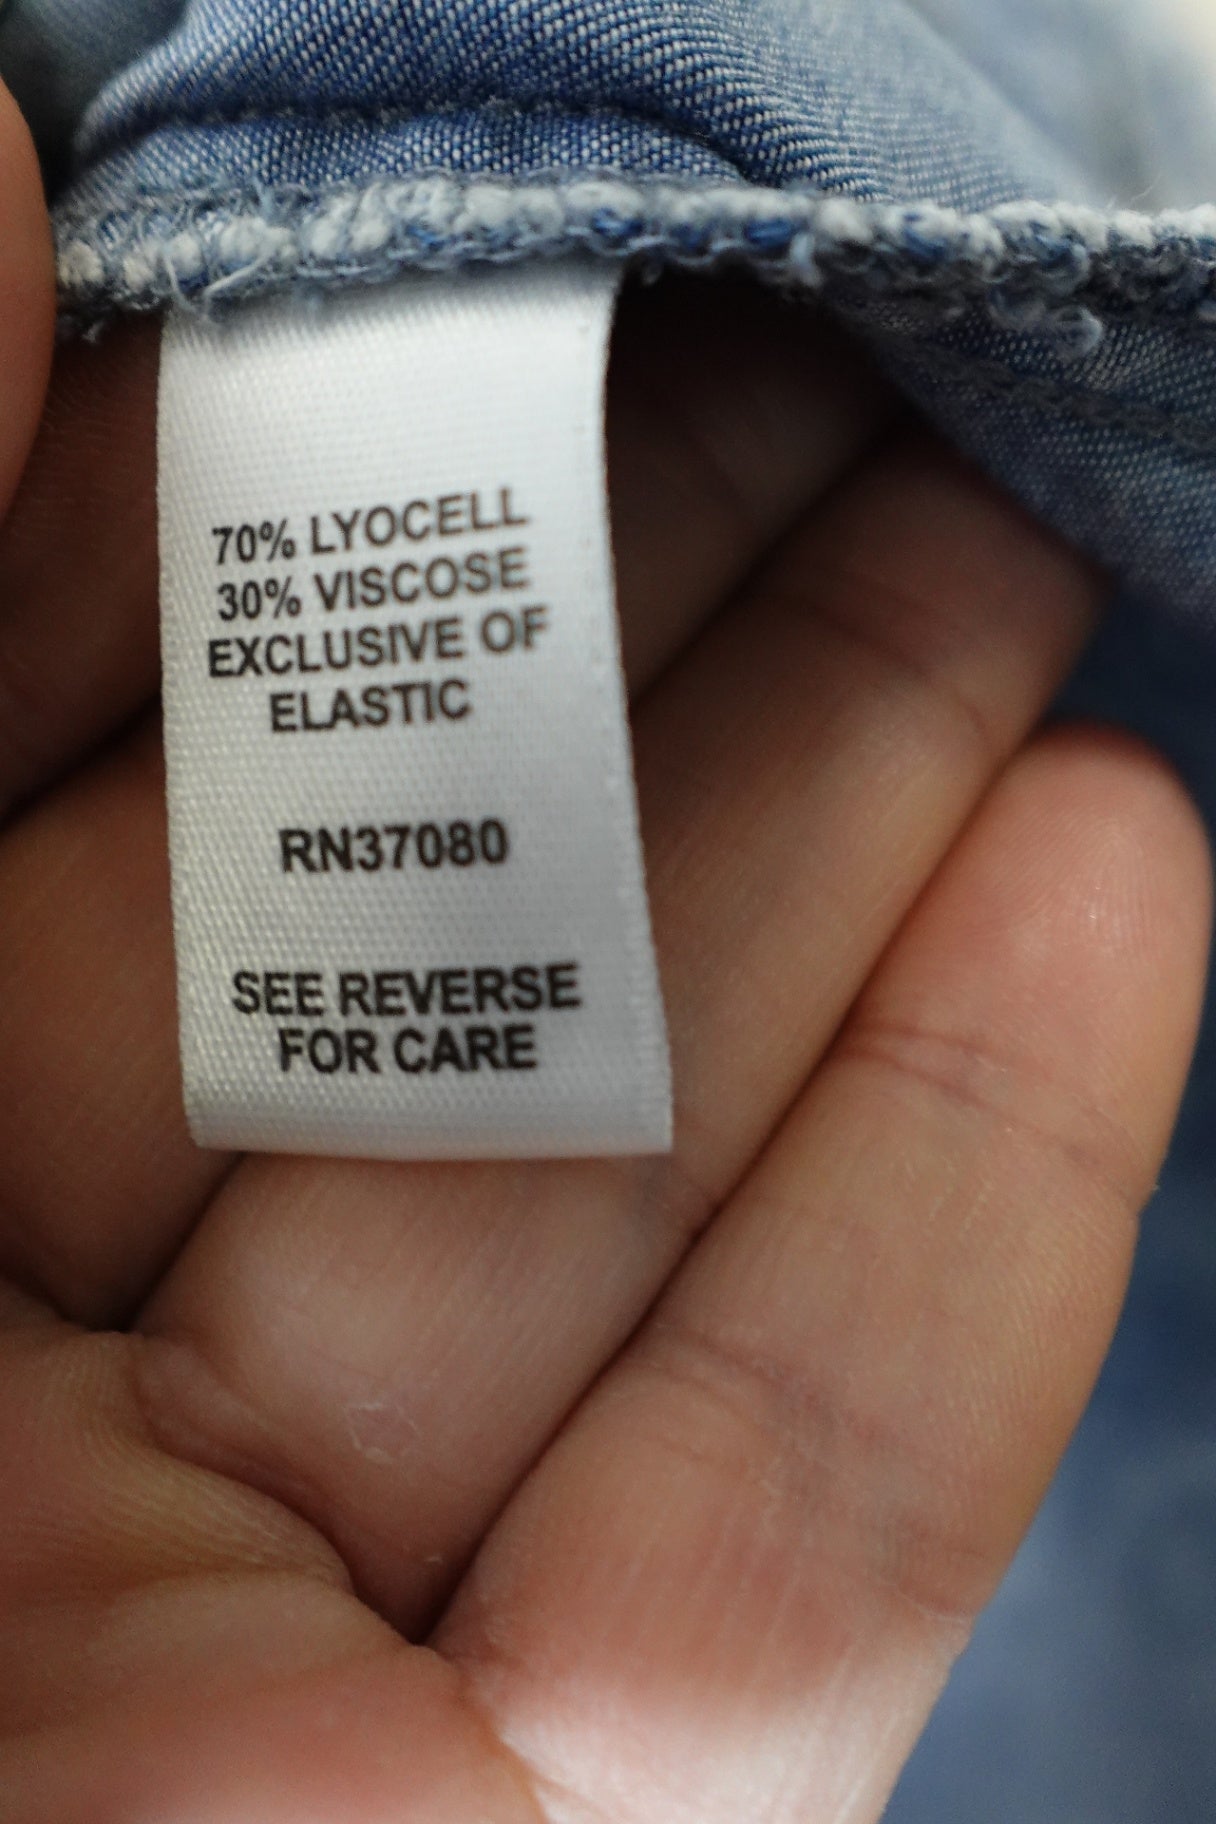 70% LYOCELL
30% VISCOSE
EXCLUSIVE OF
ELASTIC
RN37080
SEE REVERSE
FOR CARE